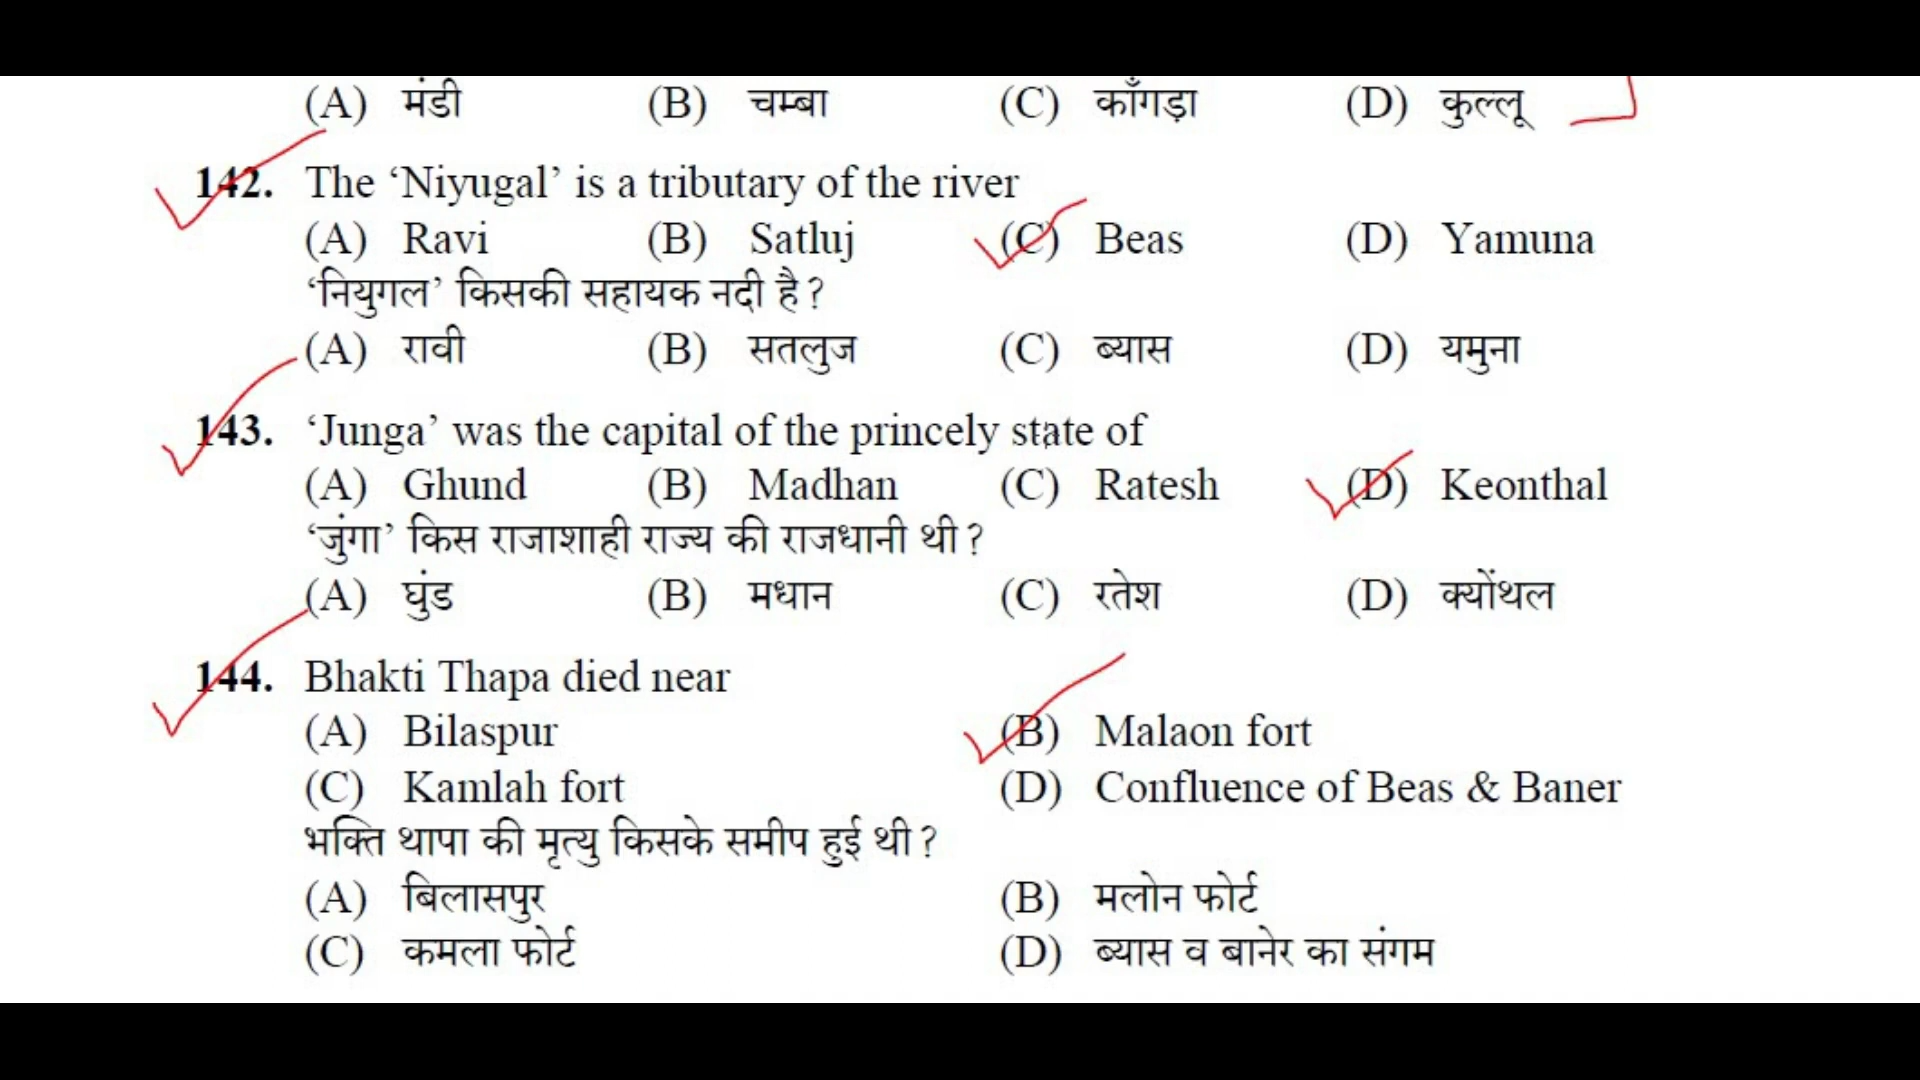 (A) मंडी (B) चम्बा (C) काँगड़ा (D) कुल्लू
142. The ‘Niyugal’ is a tributary of the river
(A) Ravi (B) Satluj (C) Beas (D) Yamuna
‘नियुगल’ किसकी सहायक नदी है ?
(A) रावी (B) सतलुज (C) ब्यास (D) यमुना
143. ‘Junga’ was the capital of the princely state of
(A) Ghund (B) Madhan (C) Ratesh (D) Keonthal
‘जुंगा’ किस राजाशाही राज्य की राजधानी थी ?
(A) घुंड (B) मधान (C) रतेश (D) क्योंथल
144. Bhakti Thapa died near
(A) Bilaspur (B) Malaon fort
(C) Kamlah fort (D) Confluence of Beas & Baner
भक्ति थापा की मृत्यु किसके समीप हुई थी ?
(A) बिलासपुर (B) मलोन फोर्ट
(C) कमला फोर्ट (D) ब्यास व बानेर का संगम